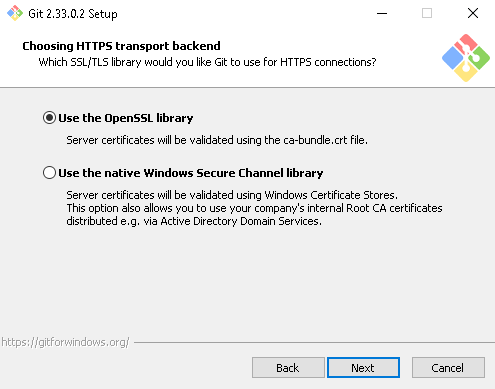 Git 2.33.0.2 Setup
Choosing HTTPS transport backend
Which SSL/TLS library would you like Git to use for HTTPS connections?
Use the OpenSSL library
Server certificates will be validated using the ca-bundle.crt file.
Use the native Windows Secure Channel library
Server certificates will be validated using Windows Certificate Stores.
This option also allows you to use your company's internal Root CA certificates
distributed e.g. via Active Directory Domain Services.
https://gitforwindows.org/
Back Next Cancel